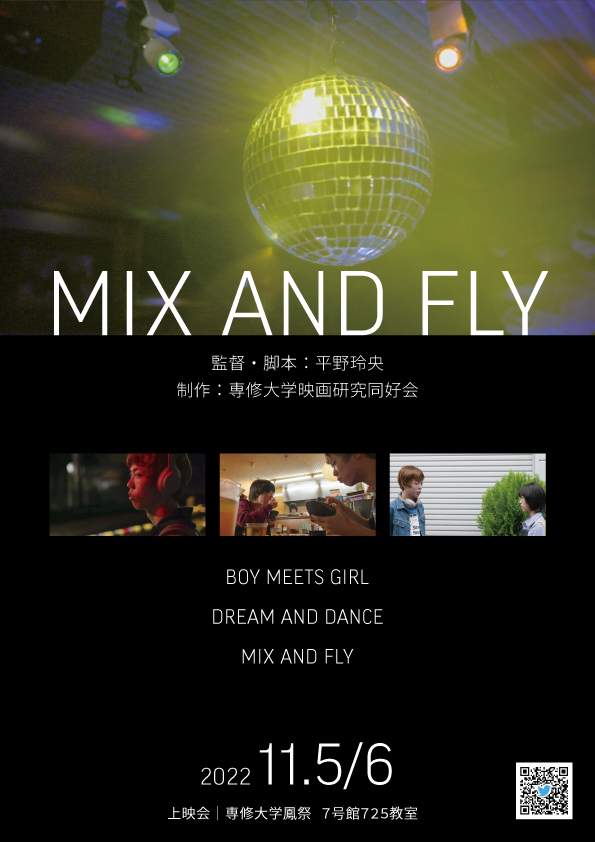 MIX AND FLY
監督・脚本：平野玲央
制作：専修大学映画研究同好会
BOY MEETS GIRL
DREAM AND DANCE
MIX AND FLY
2022 11.5/6
上映会｜専修大学鳳祭 7号館725教室